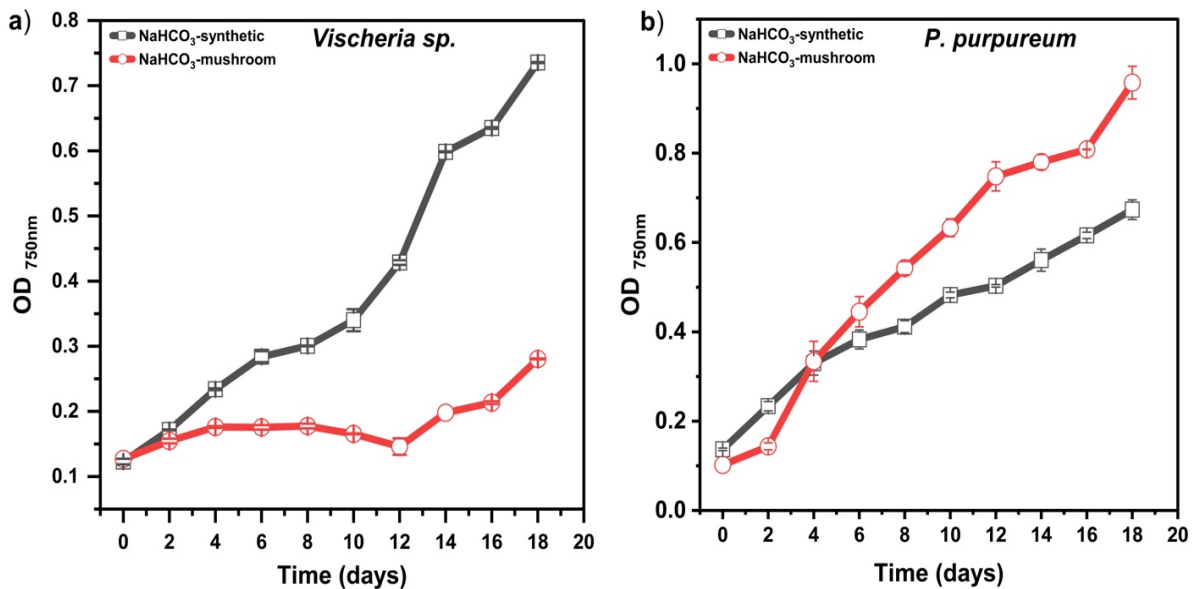 a)
NaHCO3-synthetic
NaHCO3-mushroom
Vischeria sp.
0.8
0.7
0.6
0.5
0.4
0.3
0.2
0.1
OD 750nm
0 2 4 6 8 10 12 14 16 18 20
Time (days)
b)
NaHCO3-synthetic
NaHCO3-mushroom
P. purpureum
1.0
0.8
0.6
0.4
0.2
0.0
OD 750nm
0 2 4 6 8 10 12 14 16 18 20
Time (days)